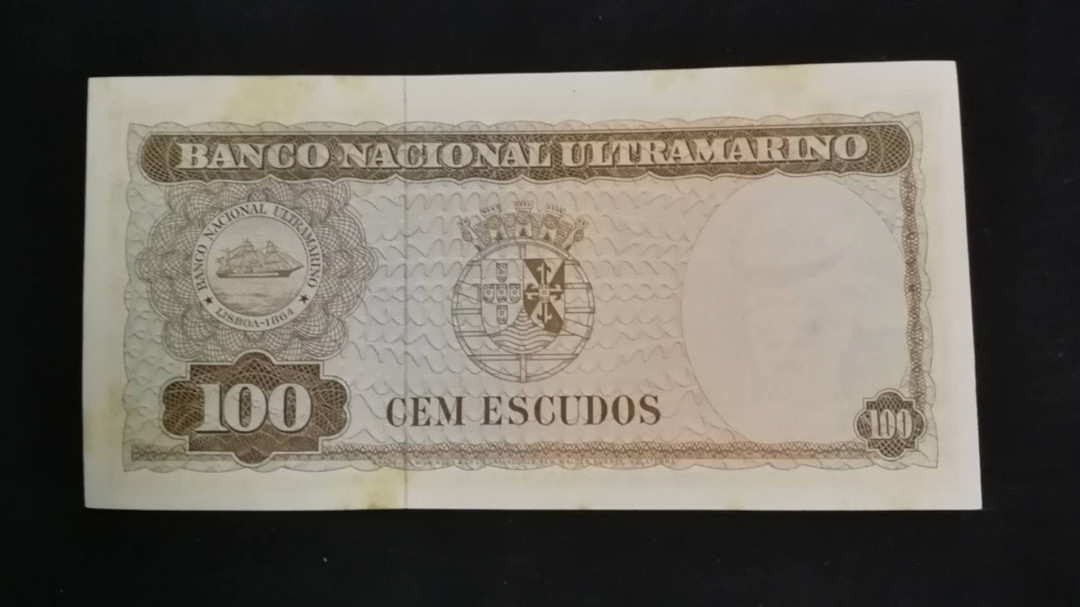 BANCO NACIONAL ULTRAMARINO
BANCO NACIONAL ULTRAMARINO
LISBOA-1864
100
CEM ESCUDOS
100